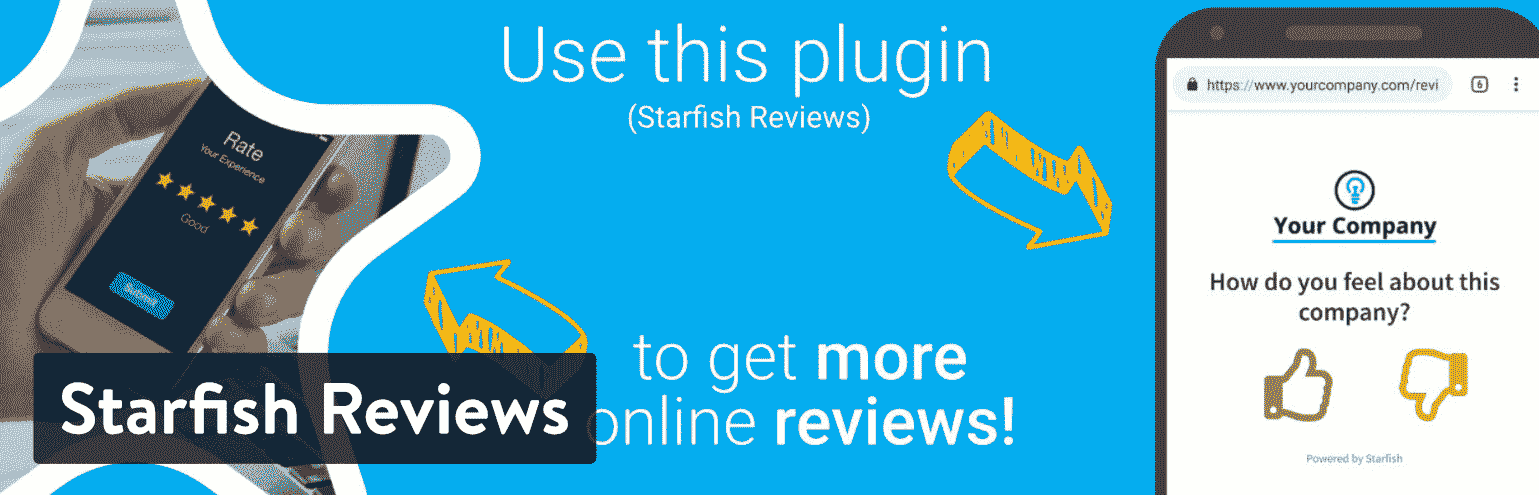 Use this plugin
(Starfish Reviews)
to get more
online reviews!
Starfish Reviews
Rate
Your Experience
Good
Submit
https://www.yourcompany.com/revi
6
Your Company
How do you feel about this
company?
Powered by Starfish